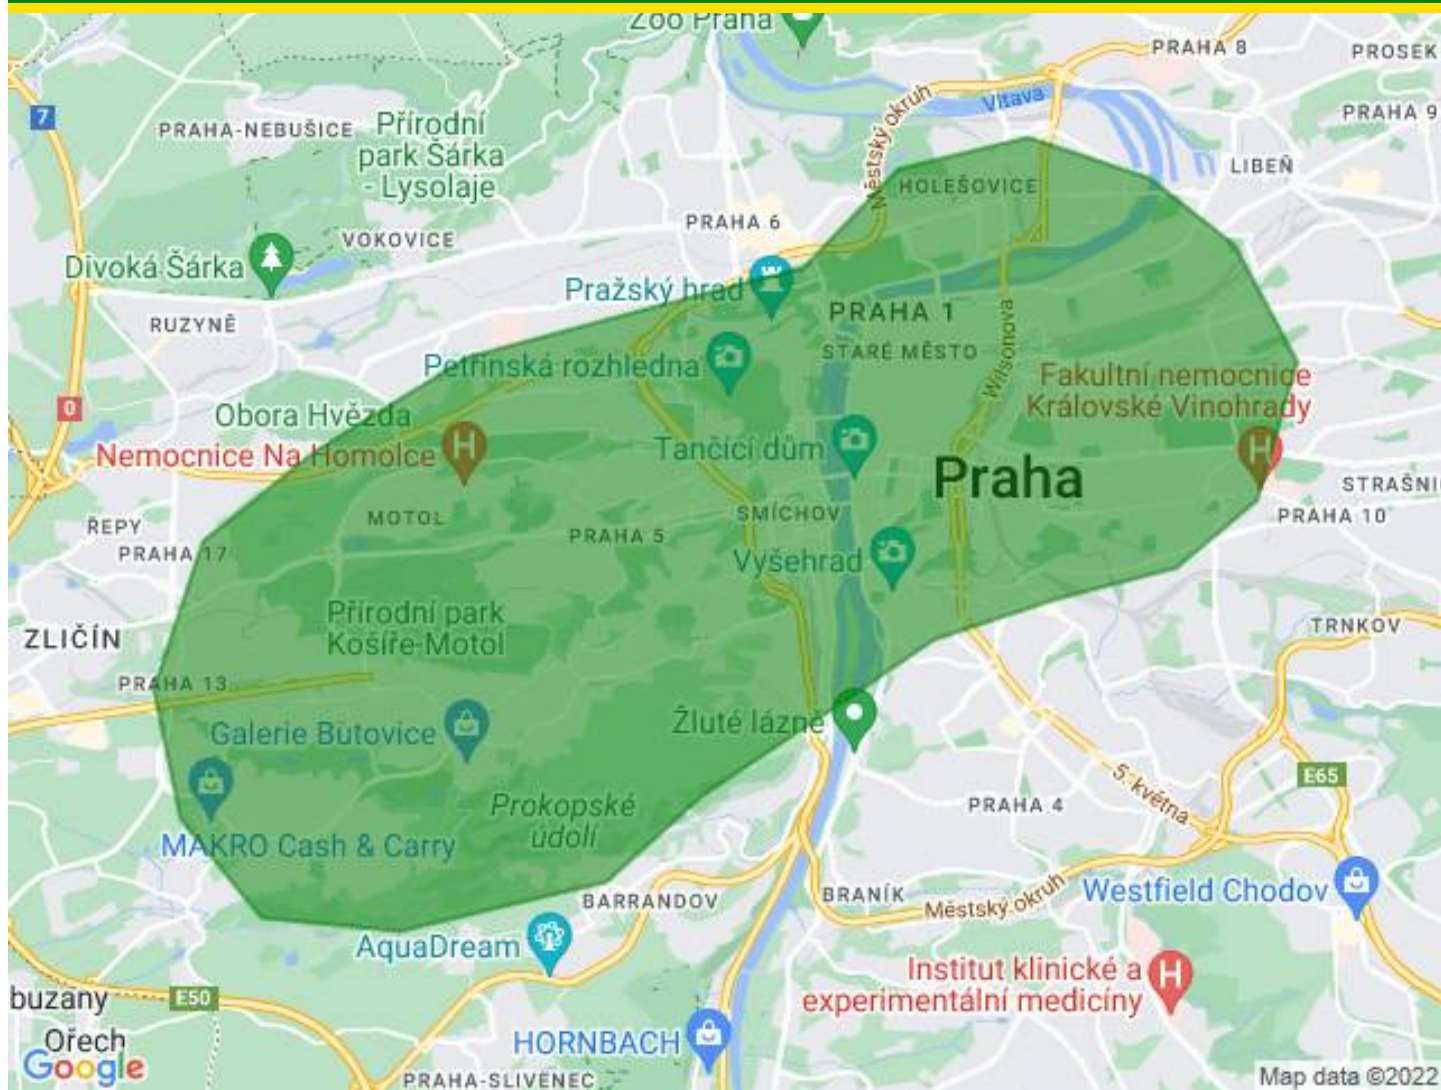 Zoo Praha
PRAHA 8
PROSEK
Městský okruh
Vltava
7
PRAHA 9
PRAHA-NEBUŠICE
Přírodní
park Šárka
- Lysolaje
LIBEŇ
HOLEŠOVICE
PRAHA 6
VOKOVICE
Divoká Šárka
Pražský hrad
PRAHA 1
RUZYNĚ
STARÉ MĚSTO
Wilsonova
Petřínská rozhledna
Fakultní nemocnice
Královské Vinohrady
0
Obora Hvězda
Nemocnice Na Homolce
H
Tančící dům
H
Praha
STRAŠNI
ŘEPY
MOTOL
SMÍCHOV
PRAHA 10
PRAHA 5
PRAHA 17
Vyšehrad
Přírodní park
Košíře-Motol
ZLIČÍN
TRNKOV
PRAHA 13
Žluté lázně
Galerie Butovice
5. května
E65
Prokopské
údolí
PRAHA 4
MAKRO Cash & Carry
BARRANDOV
BRANÍK
Městský okruh
Westfield Chodov
AquaDream
Institut klinické a
experimentální medicíny
H
buzany
E50
Ořech
HORNBACH
Google
PRAHA-SLIVENEC
Map data ©2022